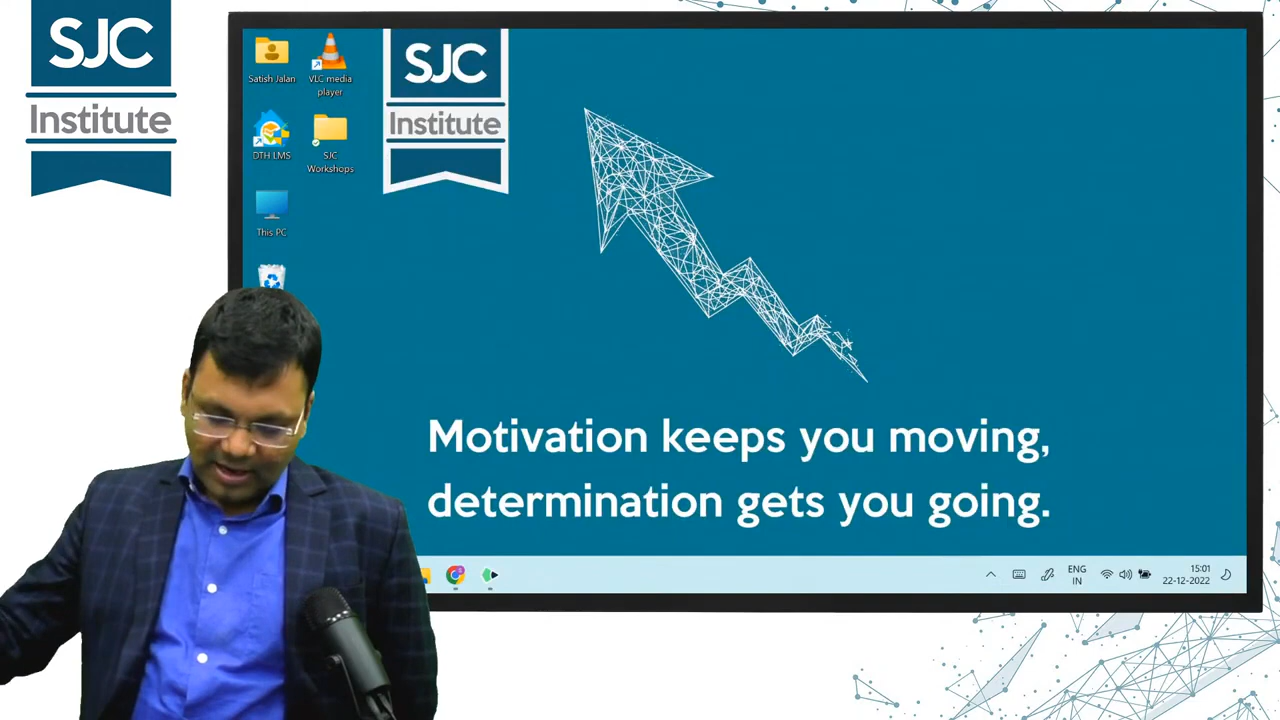 SJC
Institute
Satish Jalan
VLC media
player
DTH LMS
SJC
Workshops
This PC
SJC
Institute
Motivation keeps you moving,
determination gets you going.
ENG
IN
15:01
22-12-2022